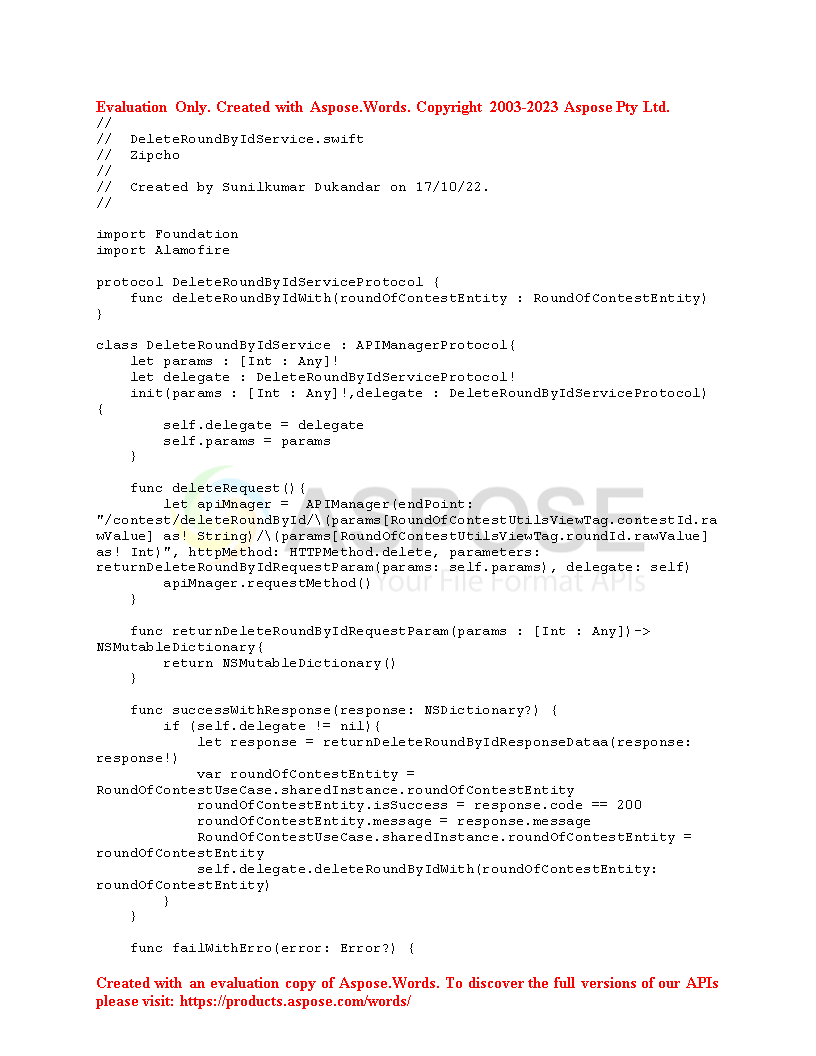 Evaluation Only. Created with Aspose.Words. Copyright 2003-2023 Aspose Pty Ltd.
//
//  DeleteRoundByIdService.swift
//  Zipcho
//
//  Created by Sunilkumar Dukandar on 17/10/22.
//
import Foundation
import Alamofire
protocol DeleteRoundByIdServiceProtocol {
    func deleteRoundByIdWith(roundOfContestEntity : RoundOfContestEntity)
}
class DeleteRoundByIdService : APIManagerProtocol{
    let params : [Int : Any]!
    let delegate : DeleteRoundByIdServiceProtocol!
    init(params : [Int : Any]!,delegate : DeleteRoundByIdServiceProtocol)
{
        self.delegate = delegate
        self.params = params
    }
    func deleteRequest(){
        let apiMnager =  APIManager(endPoint:
"/contest/deleteRoundById/\(params[RoundOfContestUtilsViewTag.contestId.ra
wValue] as! String)/\(params[RoundOfContestUtilsViewTag.roundId.rawValue]
as! Int)", httpMethod: HTTPMethod.delete, parameters:
returnDeleteRoundByIdRequestParam(params: self.params), delegate: self)
        apiMnager.requestMethod()
    }
ASPOSE
Your File Format APIs
    func returnDeleteRoundByIdRequestParam(params : [Int : Any])->
NSMutableDictionary{
        return NSMutableDictionary()
    }
    func successWithResponse(response: NSDictionary?) {
        if (self.delegate != nil){
            let response = returnDeleteRoundByIdResponseDataa(response:
response!)
            var roundOfContestEntity =
RoundOfContestUseCase.sharedInstance.roundOfContestEntity
            roundOfContestEntity.isSuccess = response.code == 200
            roundOfContestEntity.message = response.message
            RoundOfContestUseCase.sharedInstance.roundOfContestEntity =
roundOfContestEntity
            self.delegate.deleteRoundByIdWith(roundOfContestEntity:
roundOfContestEntity)
        }
    }
    func failWithErro(error: Error?) {
Created with an evaluation copy of Aspose.Words. To discover the full versions of our APIs
please visit: https://products.aspose.com/words/